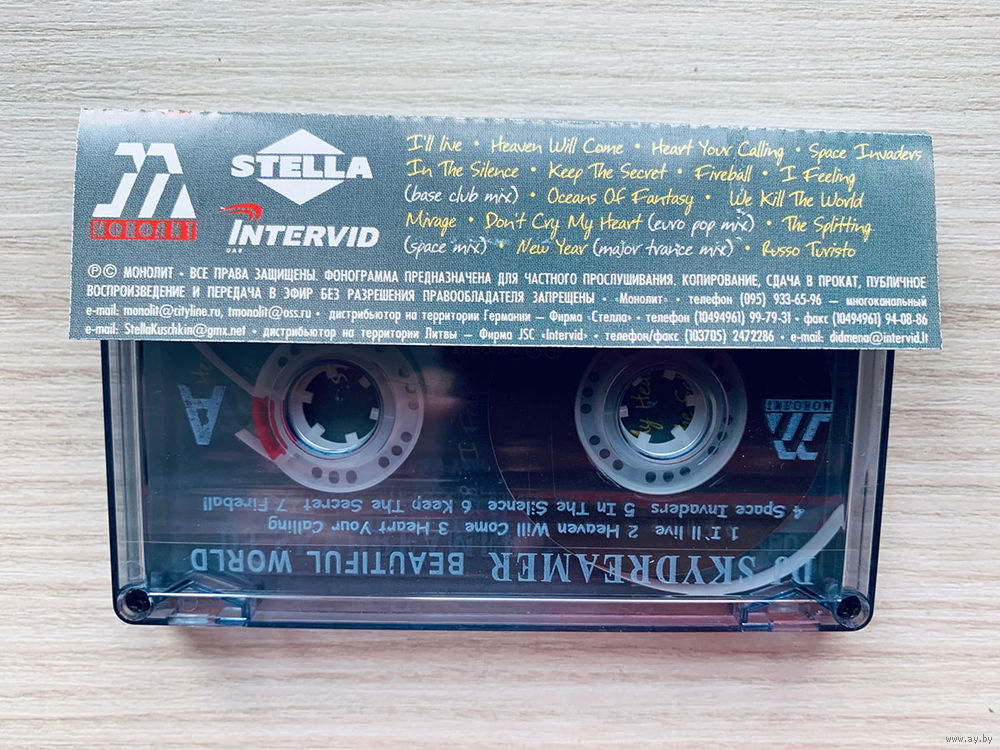 МОНОЛИТ
STELLA
INTERVID
UAB
I'll live • Heaven Will Come • Heart Your Calling • Space Invaders
In The Silence • Keep The Secret • Fireball • I Feeling
(base club mix) • Oceans Of Fantasy • We Kill The World
Mirage • Don't Cry My Heart (euro pop mix) • The Splitting
(space mix) • New Year (major trance mix) • Russo Turisto
℗© МОНОЛИТ • ВСЕ ПРАВА ЗАЩИЩЕНЫ. ФОНОГРАММА ПРЕДНАЗНАЧЕНА ДЛЯ ЧАСТНОГО ПРОСЛУШИВАНИЯ. КОПИРОВАНИЕ, СДАЧА В ПРОКАТ, ПУБЛИЧНОЕ
ВОСПРОИЗВЕДЕНИЕ И ПЕРЕДАЧА В ЭФИР БЕЗ РАЗРЕШЕНИЯ ПРАВООБЛАДАТЕЛЯ ЗАПРЕЩЕНЫ • «Монолит» • телефон (095) 933-65-96 — многоканальный
e-mail: monolit@cityline.ru, tmonolit@oss.ru • дистрибьютор на территории Германии – Фирма «Стелла» • телефон (10494961) 99-79-31 • факс (10494961) 94-08-86
e-mail: StellaKuschkin@gmx.net • дистрибьютор на территории Литвы – Фирма JSC «Intervid» • телефон/факс (103705) 2472286 • e-mail: didmena@intervid.lt
A
МОНОЛИТ
DJ SKYDREAMER BEAUTIFUL WORLD
1 I'll live 2 Heaven Will Come 3 Heart Your Calling
4 Space Invaders 5 In The Silence 6 Keep The Secret 7 Fireball
www.ay.by